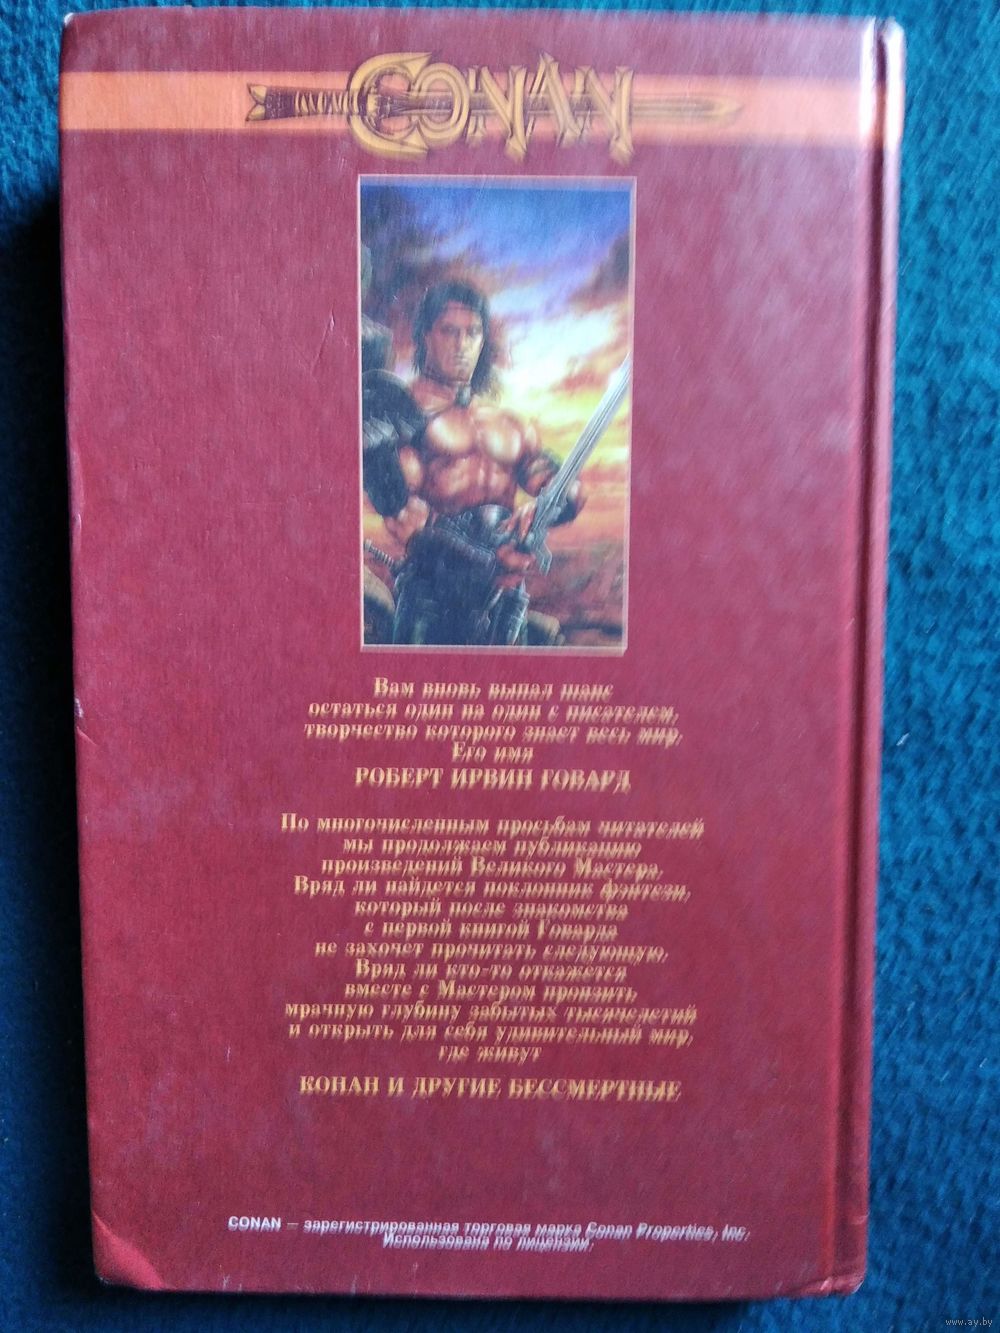 CONAN
Вам вновь выпал шанс
остаться один на один с писателем,
творчество которого знает весь мир.
Его имя
РОБЕРТ ИРВИН ГОВАРД
По многочисленным просьбам читателей
мы продолжаем публикацию
произведений Великого Мастера.
Вряд ли найдется поклонник фэнтези,
который после знакомства
с первой книгой Говарда
не захочет прочитать следующую.
Вряд ли кто-то откажется
вместе с Мастером пронзить
мрачную глубину забытых тысячелетий
и открыть для себя удивительный мир,
где живут
КОНАН И ДРУГИЕ БЕССМЕРТНЫЕ
CONAN — зарегистрированная торговая марка Conan Properties, Inc.
Использована по лицензии.
www.ay.by